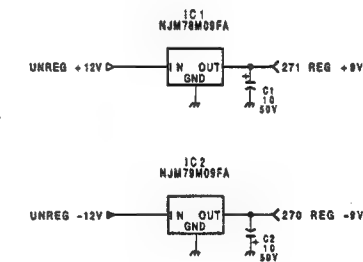 IC1
NJM78M09FA
UNREG +12V
IN OUT
GND
271 REG +9V
+
C1
10
50V
IC2
NJM79M09FA
UNREG -12V
IN OUT
GND
270 REG -9V
+
C2
10
50V